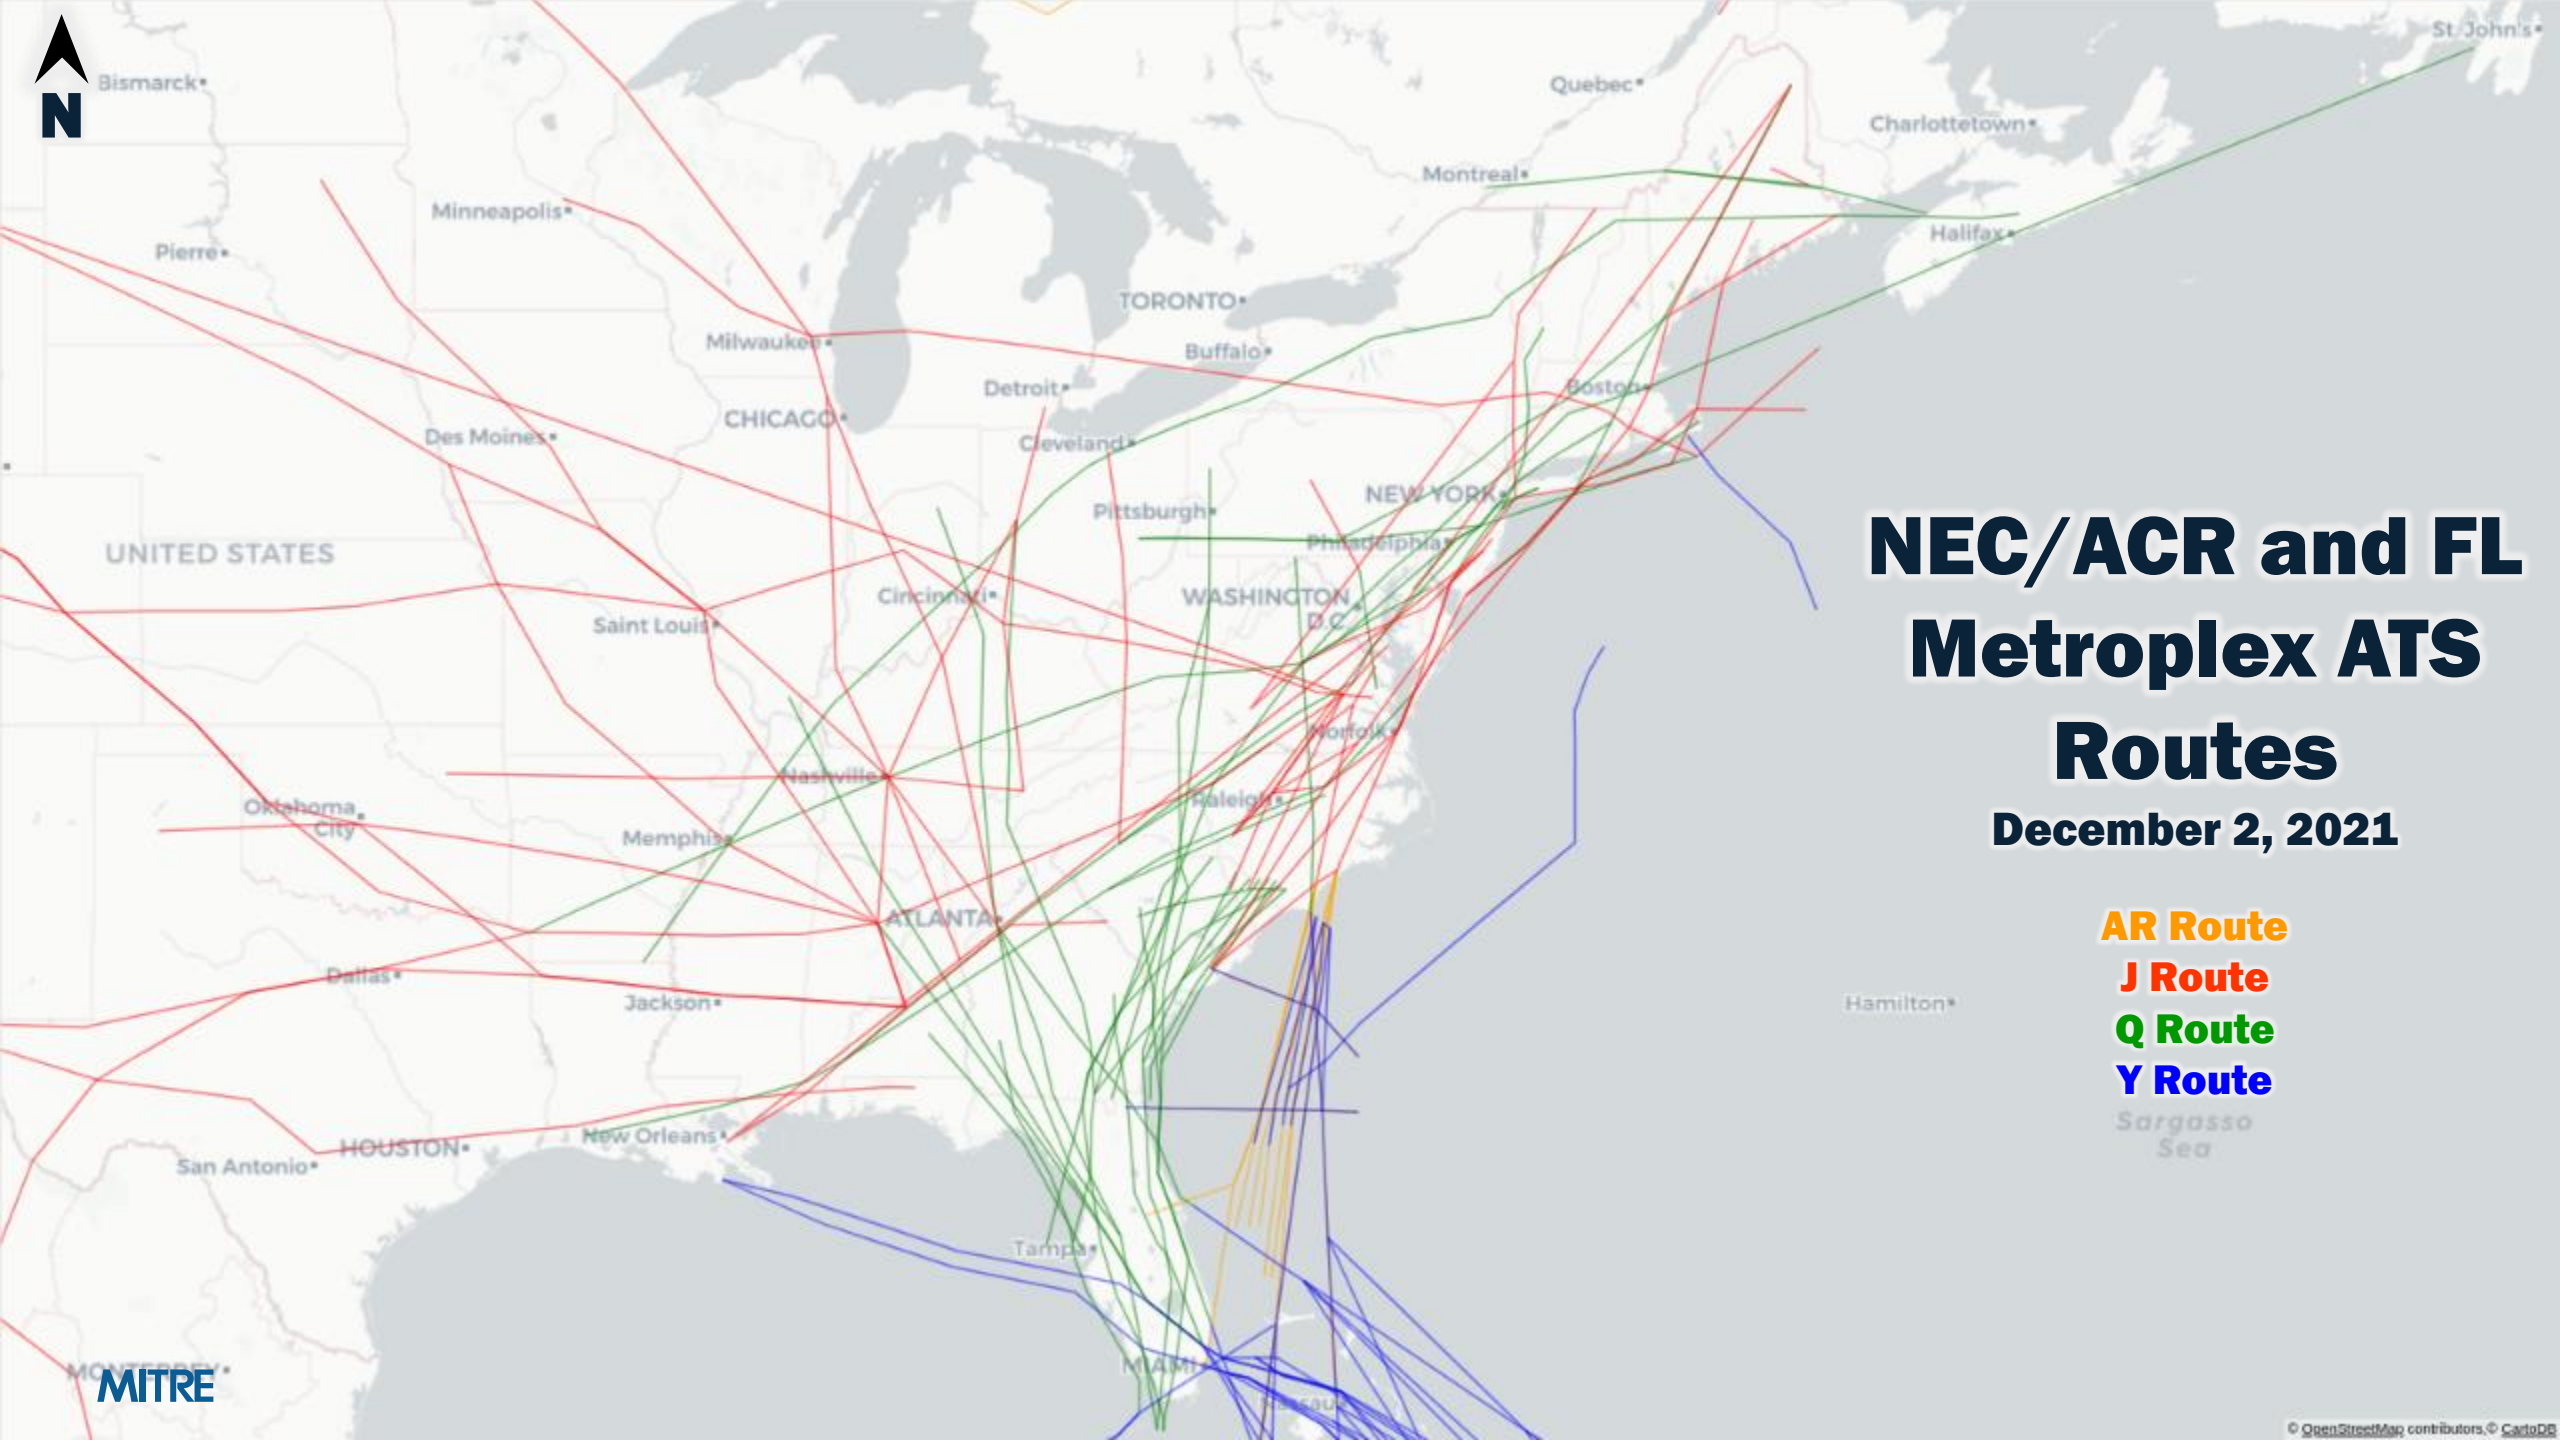 N
Bismarck
St. John's
Quebec
Charlottetown
Montreal
Minneapolis
Pierre
Halifax
TORONTO
Milwaukee
Buffalo
Detroit
Boston
CHICAGO
Des Moines
Cleveland
NEW YORK
Pittsburgh
Philadelphia
UNITED STATES
Cincinnati
WASHINGTON
D.C.
Saint Louis
Norfolk
Nashville
Raleigh
Oklahoma
City
Memphis
ATLANTA
Dallas
Jackson
Hamilton
New Orleans
HOUSTON
San Antonio
Tampa
MIAMI
MONTERREY
Nassau
NEC/ACR and FL
Metroplex ATS
Routes
December 2, 2021
AR Route
J Route
Q Route
Y Route
Sargasso
Sea
MITRE
© OpenStreetMap contributors,© CartoDB